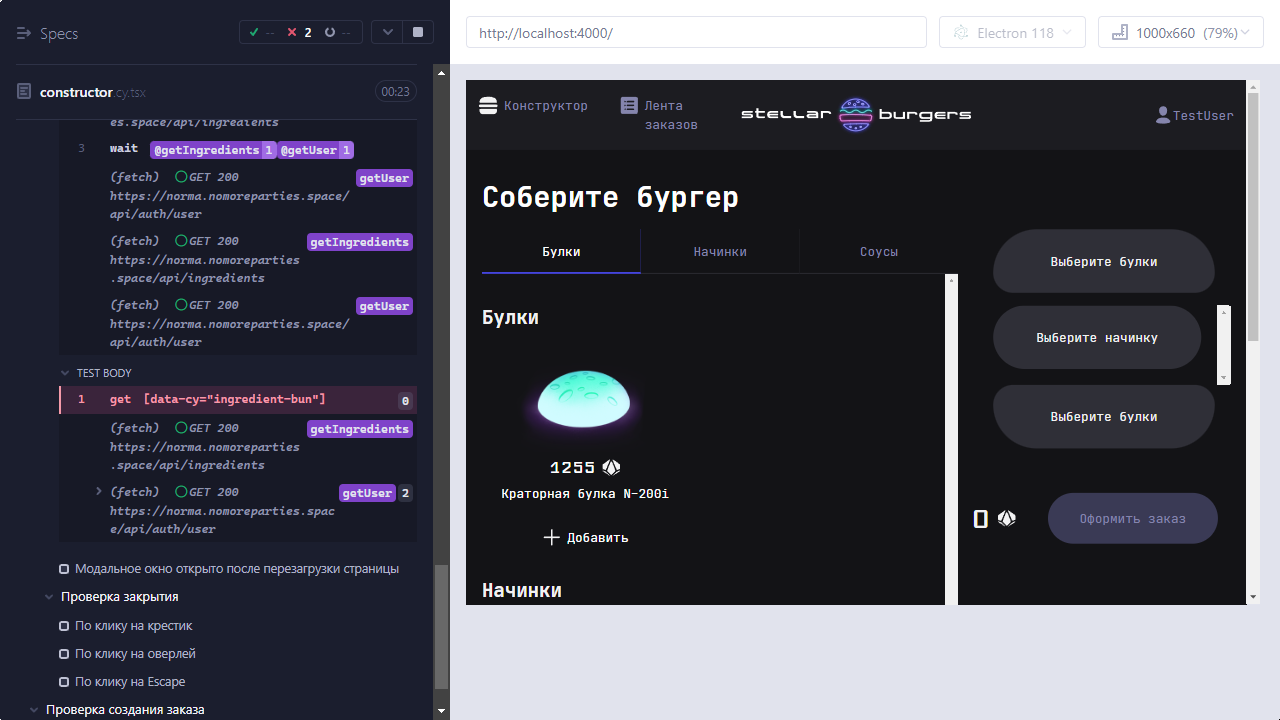 Specs
--
2
--
constructor.cy.tsx
00:23
es.space/api/ingredients
3 wait @getIngredients 1 @getUser 1
(fetch) GET 200 getUser
https://norma.nomoreparties.space/
api/auth/user
(fetch) GET 200 getIngredients
https://norma.nomoreparties
.space/api/ingredients
(fetch) GET 200 getUser
https://norma.nomoreparties.space/
api/auth/user
TEST BODY
1 get [data-cy="ingredient-bun"] 0
(fetch) GET 200 getIngredients
https://norma.nomoreparties
.space/api/ingredients
(fetch) GET 200 getUser 2
https://norma.nomoreparties.spac
e/api/auth/user
Модальное окно открыто после перезагрузки страницы
Проверка закрытия
По клику на крестик
По клику на оверлей
По клику на Escape
Проверка создания заказа
http://localhost:4000/
Electron 118
1000x660 (79%)
Конструктор
Лента
заказов
stellar burgers
TestUser
Соберите бургер
Булки
Начинки
Соусы
Булки
1255
Краторная булка N-200i
Добавить
Начинки
Выберите булки
Выберите начинку
Выберите булки
0
Оформить заказ